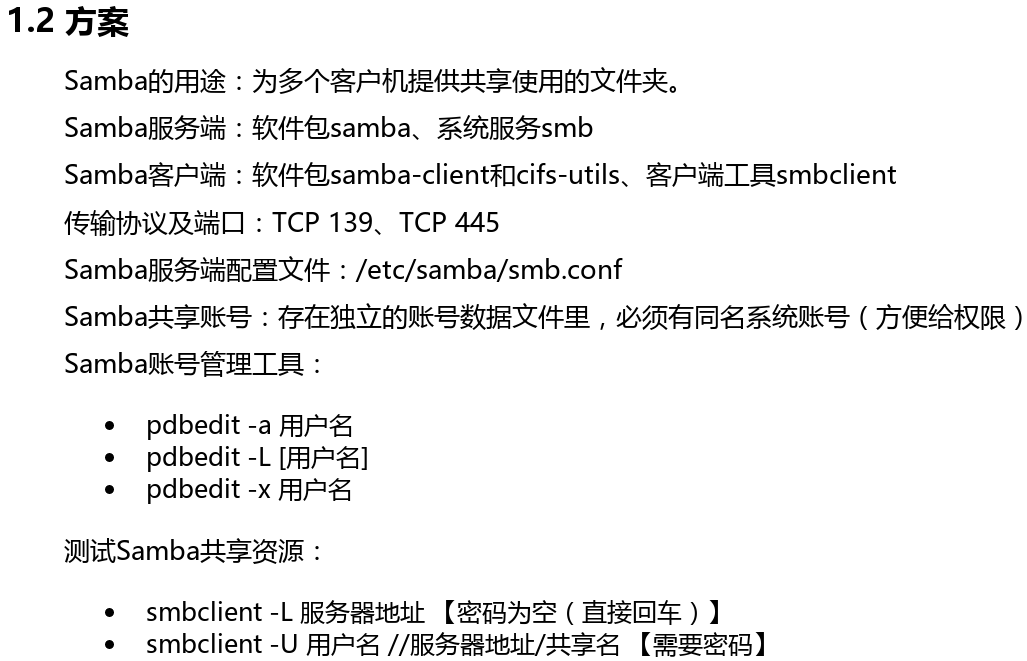 1.2 方案
Samba的用途：为多个客户机提供共享使用的文件夹。
Samba服务端：软件包samba、系统服务smb
Samba客户端：软件包samba-client和cifs-utils、客户端工具smbclient
传输协议及端口：TCP 139、TCP 445
Samba服务端配置文件：/etc/samba/smb.conf
Samba共享账号：存在独立的账号数据文件里，必须有同名系统账号（方便给权限）
Samba账号管理工具：
• pdbedit -a 用户名
• pdbedit -L [用户名]
• pdbedit -x 用户名
测试Samba共享资源：
• smbclient -L 服务器地址 【密码为空（直接回车）】
• smbclient -U 用户名 //服务器地址/共享名 【需要密码】